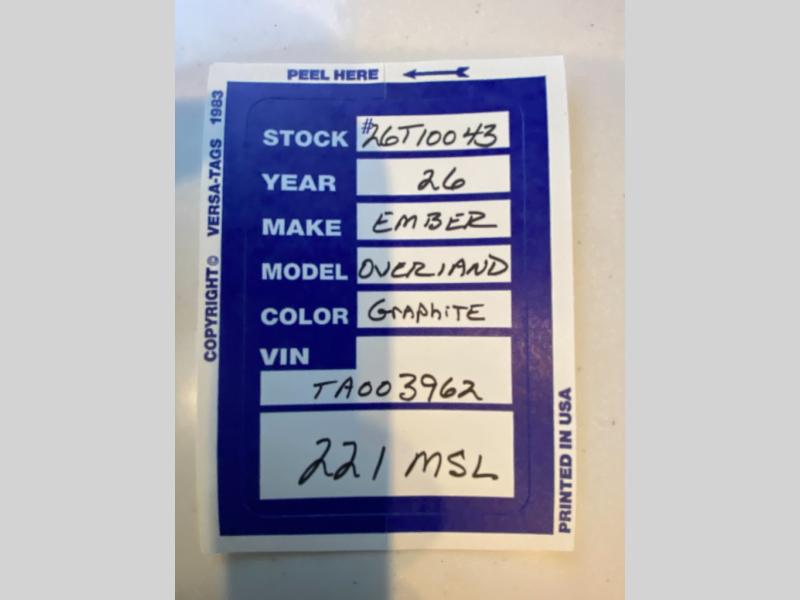 PEEL HERE
STOCK #26T10043
YEAR 26
MAKE EMBER
MODEL OVERLAND
COLOR GRAPHITE
VIN
TA003962
221 MSL
COPYRIGHT© VERSA-TAGS 1983
PRINTED IN USA